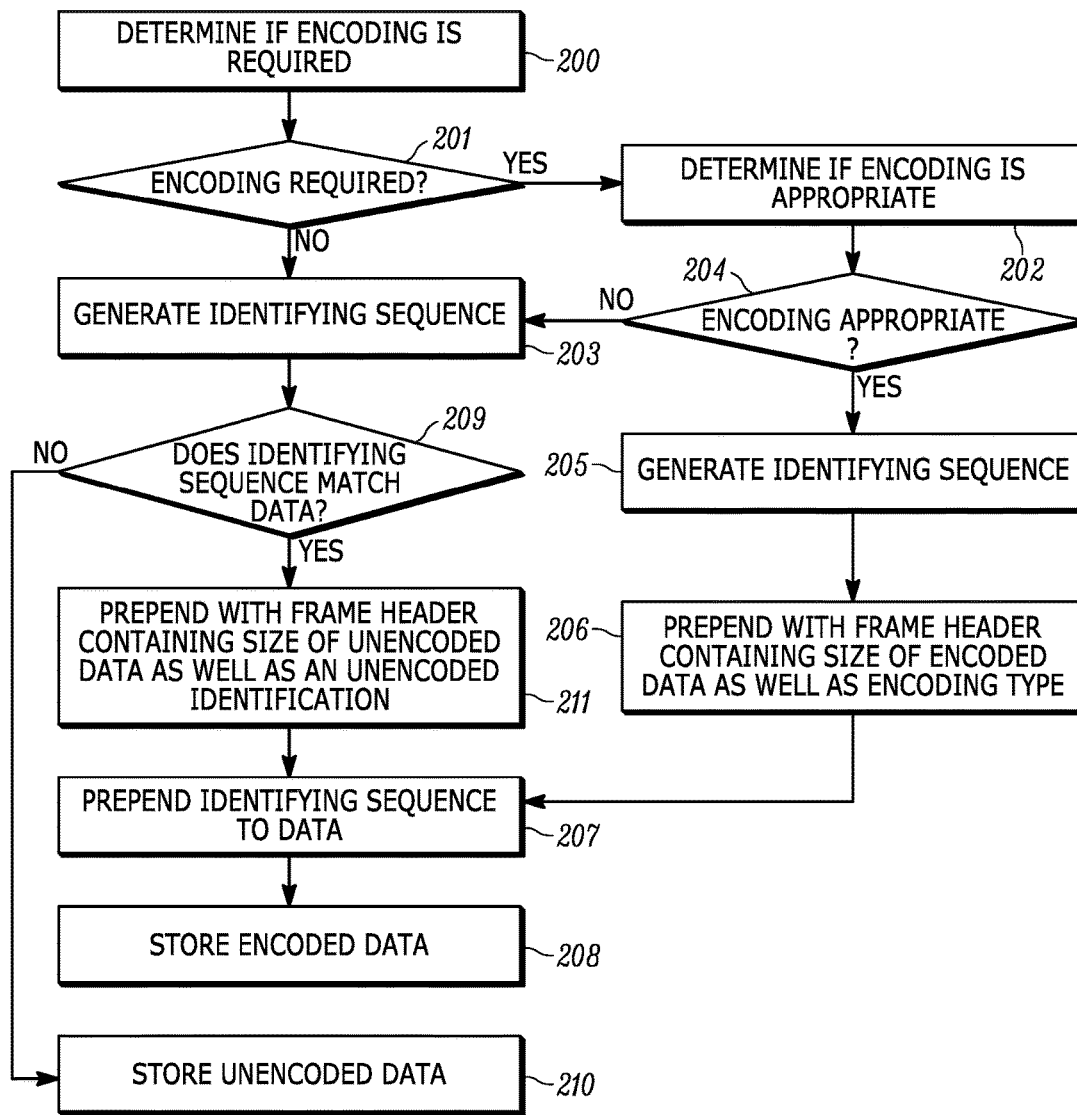 DETERMINE IF ENCODING IS
REQUIRED
200
201
ENCODING REQUIRED?
YES
NO
DETERMINE IF ENCODING IS
APPROPRIATE
202
204
ENCODING APPROPRIATE
?
NO
YES
GENERATE IDENTIFYING SEQUENCE
203
209
NO
DOES IDENTIFYING
SEQUENCE MATCH
DATA?
YES
205
GENERATE IDENTIFYING SEQUENCE
PREPEND WITH FRAME HEADER
CONTAINING SIZE OF UNENCODED
DATA AS WELL AS AN UNENCODED
IDENTIFICATION
211
206
PREPEND WITH FRAME HEADER
CONTAINING SIZE OF ENCODED
DATA AS WELL AS ENCODING TYPE
PREPEND IDENTIFYING SEQUENCE
TO DATA
207
STORE ENCODED DATA
208
STORE UNENCODED DATA
210